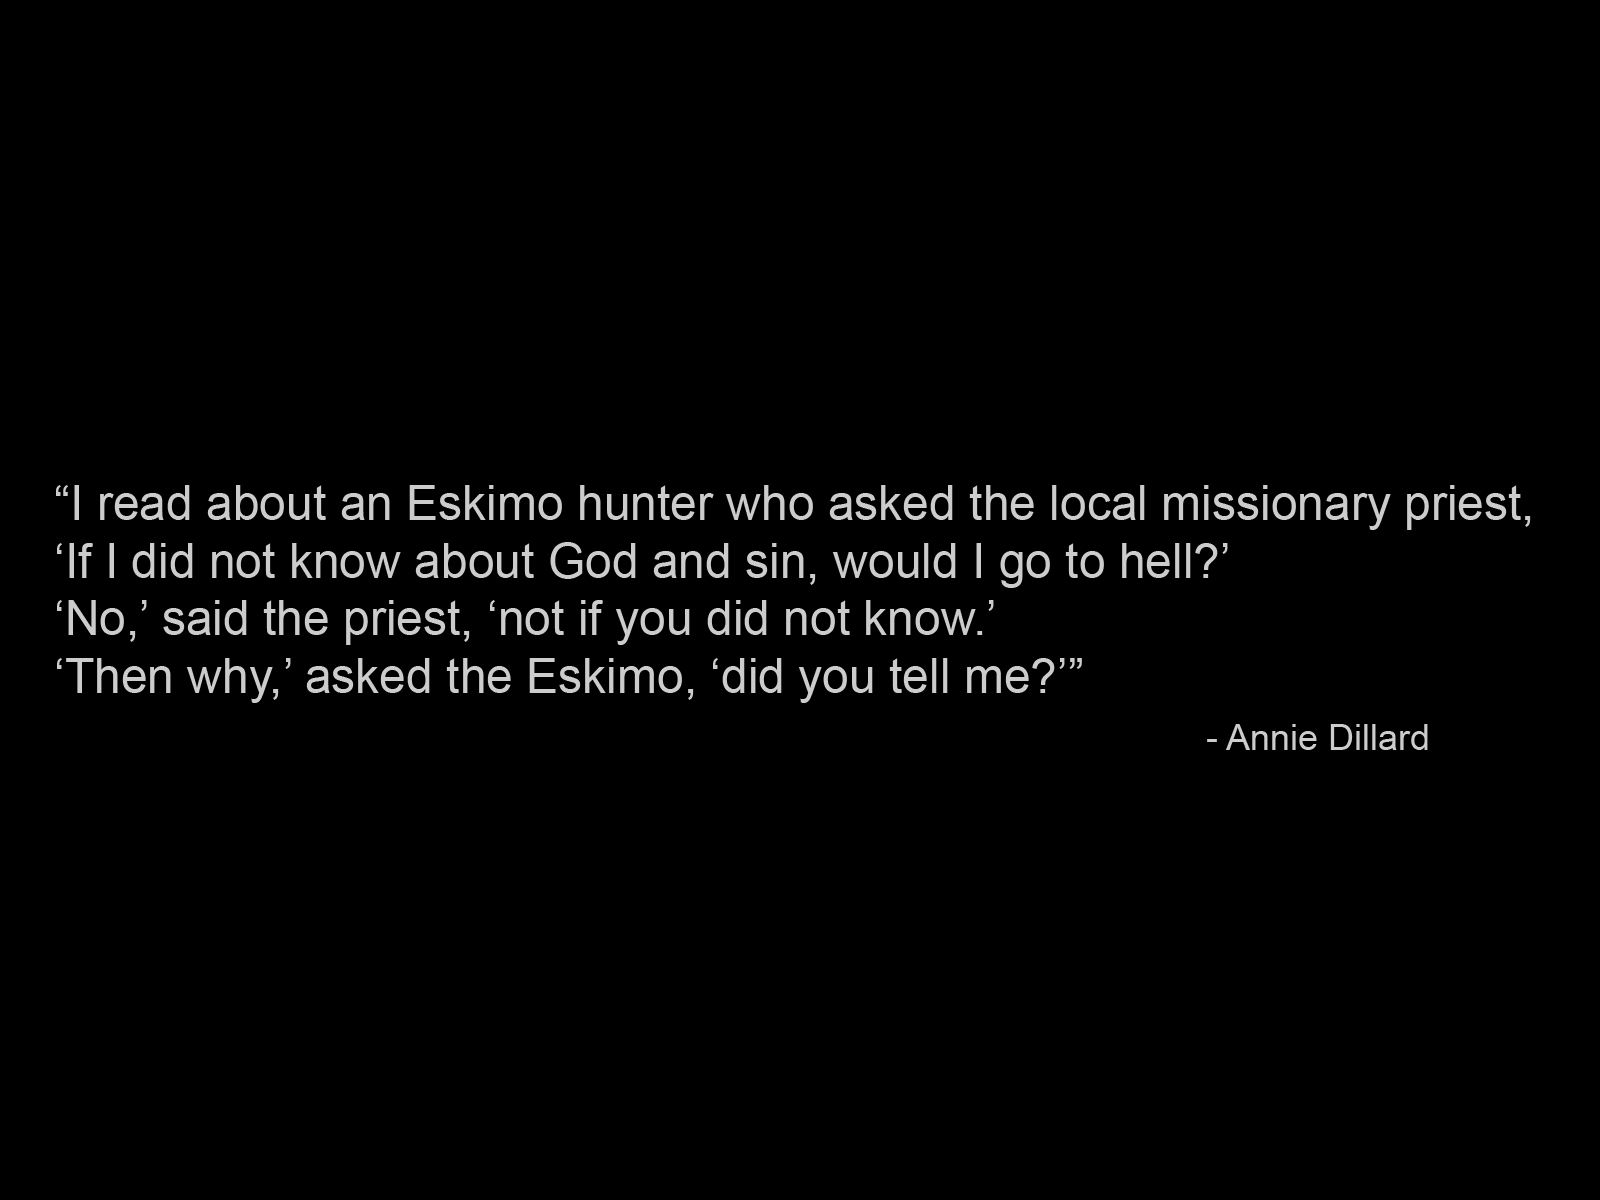 “I read about an Eskimo hunter who asked the local missionary priest,
‘If I did not know about God and sin, would I go to hell?’
‘No,’ said the priest, ‘not if you did not know.’
‘Then why,’ asked the Eskimo, ‘did you tell me?’”
- Annie Dillard